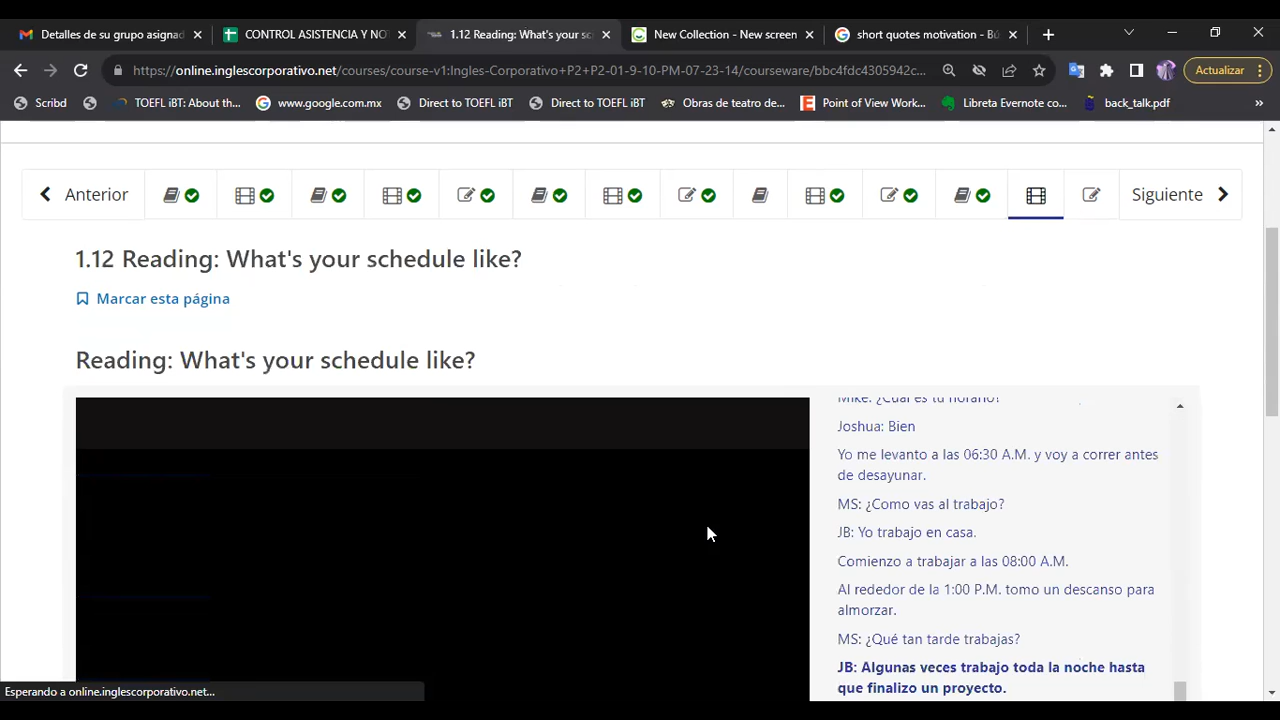 Detalles de su grupo asignad
CONTROL ASISTENCIA Y NO
1.12 Reading: What's your sc
New Collection - New screen
short quotes motivation - Bú
https://online.inglescorporativo.net/courses/course-v1:Ingles-Corporativo+P2+P2-01-9-10-PM-07-23-14/courseware/bbc4fdc4305942c...
Actualizar
Scribd
TOEFL iBT: About th...
www.google.com.mx
Direct to TOEFL iBT
Direct to TOEFL iBT
Obras de teatro de...
Point of View Work...
Libreta Evernote co...
back_talk.pdf
»
Anterior
Siguiente
1.12 Reading: What's your schedule like?
Marcar esta página
Reading: What's your schedule like?
Mike: ¿Cuál es tu horario?
Joshua: Bien
Yo me levanto a las 06:30 A.M. y voy a correr antes
de desayunar.
MS: ¿Como vas al trabajo?
JB: Yo trabajo en casa.
Comienzo a trabajar a las 08:00 A.M.
Al rededor de la 1:00 P.M. tomo un descanso para
almorzar.
MS: ¿Qué tan tarde trabajas?
JB: Algunas veces trabajo toda la noche hasta
que finalizo un proyecto.
Esperando a online.inglescorporativo.net...